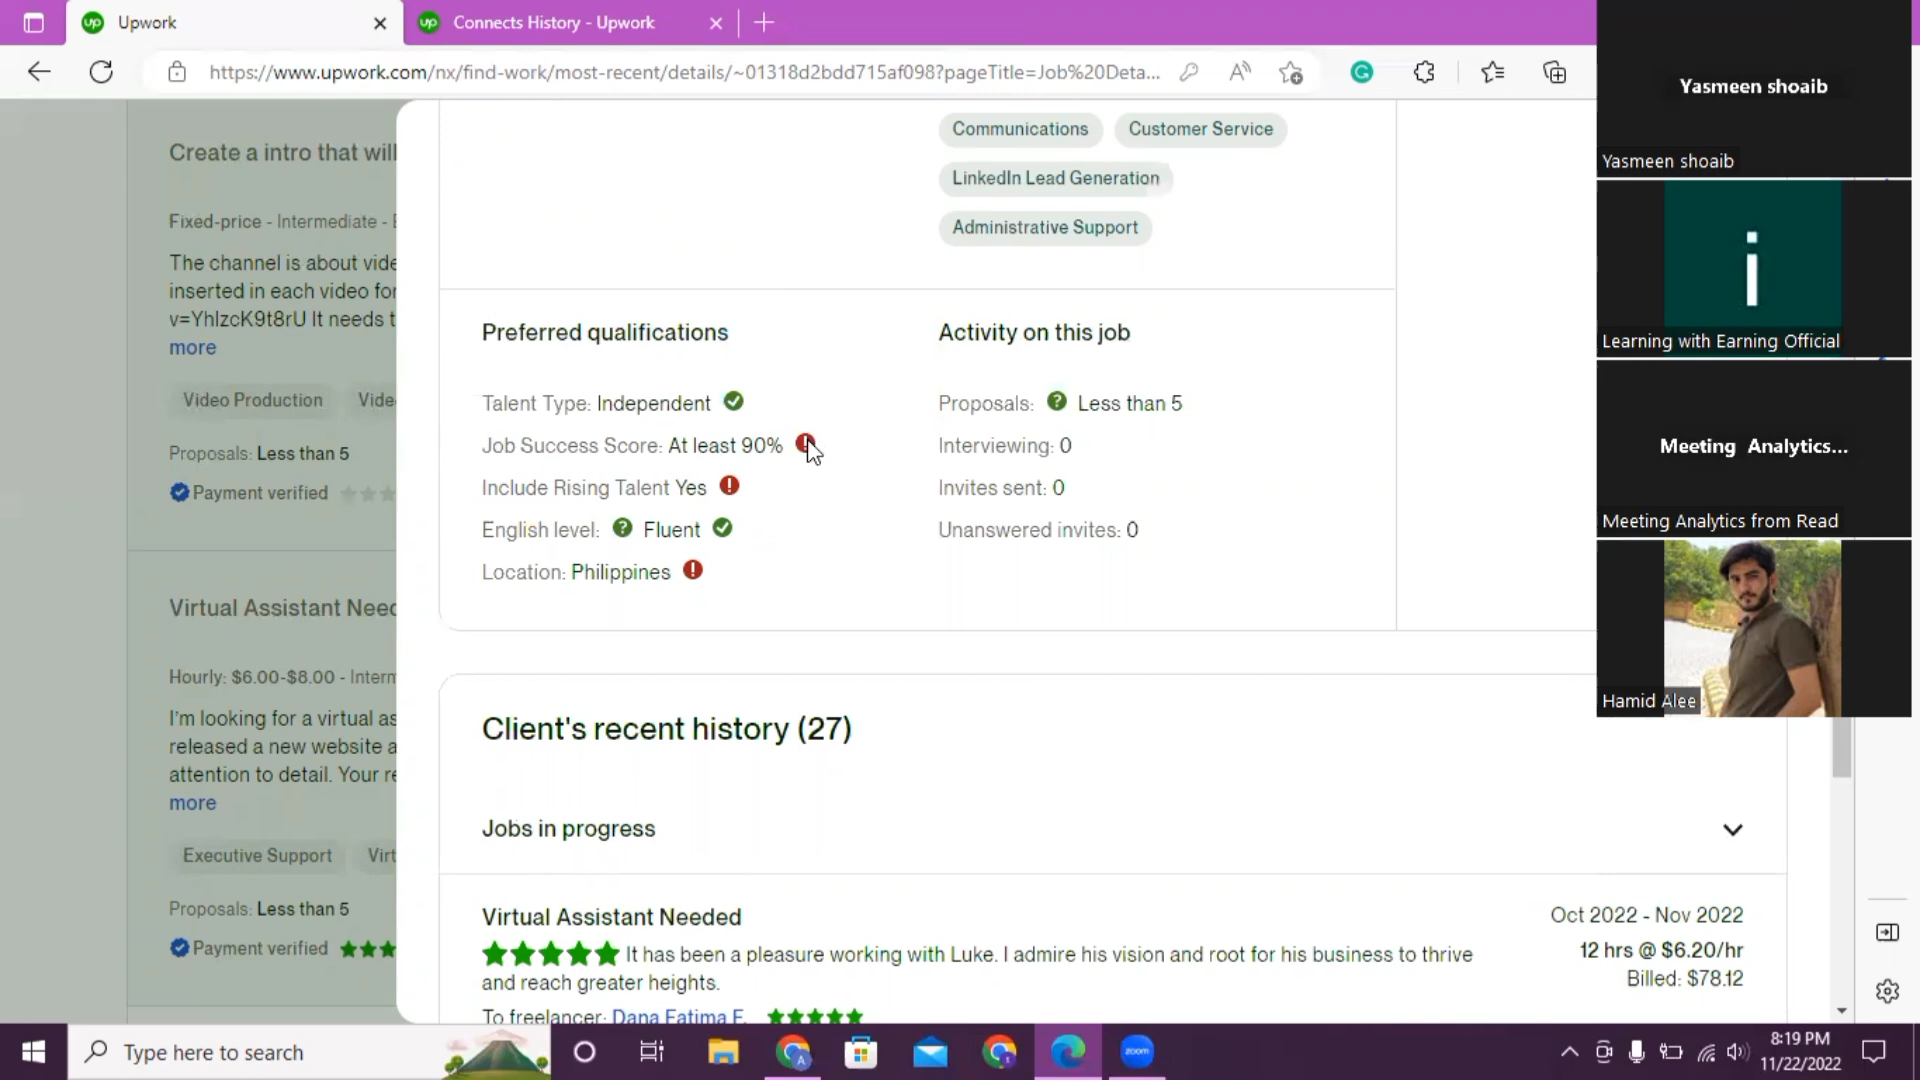 Upwork
Connects History - Upwork
https://www.upwork.com/nx/find-work/most-recent/details/~01318d2bdd715af098?pageTitle=Job%20Deta...
Create a intro that will
Fixed-price - Intermediate - E
The channel is about vide
inserted in each video for
v=YhlzcK9t8rU It needs t
more
Video Production
Vide
Proposals: Less than 5
Payment verified
Virtual Assistant Need
Hourly: $6.00-$8.00 - Intern
I'm looking for a virtual as
released a new website a
attention to detail. Your re
more
Executive Support
Virt
Proposals: Less than 5
Payment verified
Communications
Customer Service
LinkedIn Lead Generation
Administrative Support
Preferred qualifications
Talent Type: Independent
Job Success Score: At least 90%
Include Rising Talent Yes
English level: Fluent
Location: Philippines
Activity on this job
Proposals: Less than 5
Interviewing: 0
Invites sent: 0
Unanswered invites: 0
Client's recent history (27)
Jobs in progress
Virtual Assistant Needed
It has been a pleasure working with Luke. I admire his vision and root for his business to thrive
and reach greater heights.
To freelancer: Dana Fatima F.
Oct 2022 - Nov 2022
12 hrs @ $6.20/hr
Billed: $78.12
Yasmeen shoaib
Yasmeen shoaib
i
Learning with Earning Official
Meeting Analytics...
Meeting Analytics from Read
Hamid Alee
Type here to search
zoom
8:19 PM
11/22/2022